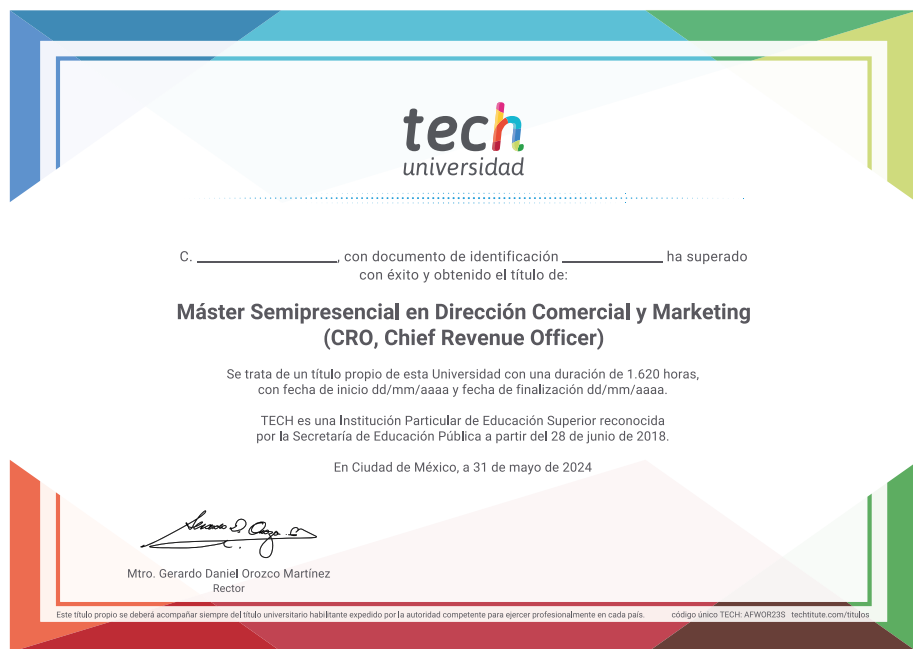 tech
universidad
C. ____________________, con documento de identificación ______________ ha superado
con éxito y obtenido el título de:
Máster Semipresencial en Dirección Comercial y Marketing
(CRO, Chief Revenue Officer)
Se trata de un título propio de esta Universidad con una duración de 1.620 horas,
con fecha de inicio dd/mm/aaaa y fecha de finalización dd/mm/aaaa.
TECH es una Institución Particular de Educación Superior reconocida
por la Secretaría de Educación Pública a partir del 28 de junio de 2018.
En Ciudad de México, a 31 de mayo de 2024
Mtro. Gerardo Daniel Orozco Martínez
Rector
Este título propio se deberá acompañar siempre del título universitario habilitante expedido por la autoridad competente para ejercer profesionalmente en cada país. código único TECH: AFWOR23S techtitute.com/titulos